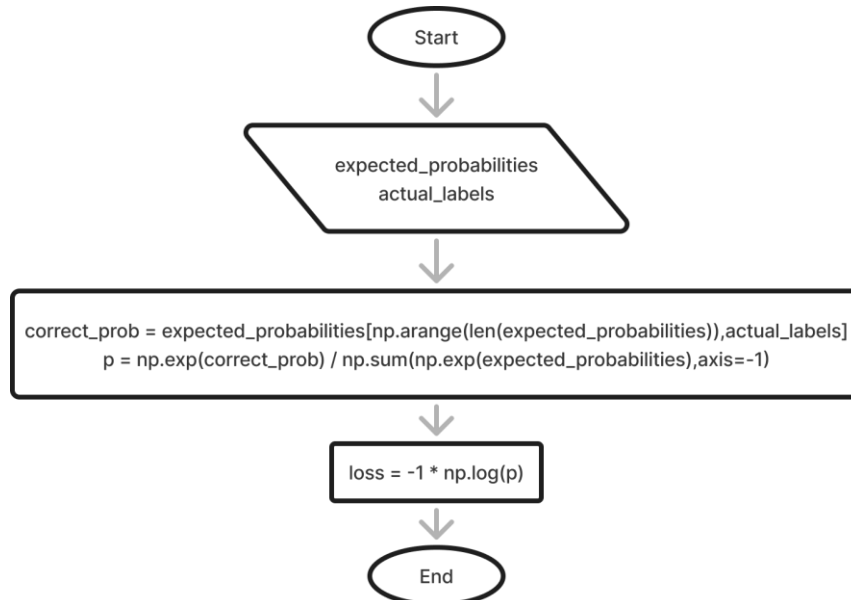 Start
expected_probabilities
actual_labels
correct_prob = expected_probabilities[np.arange(len(expected_probabilities)),actual_labels]
p = np.exp(correct_prob) / np.sum(np.exp(expected_probabilities),axis=-1)
loss = -1 * np.log(p)
End